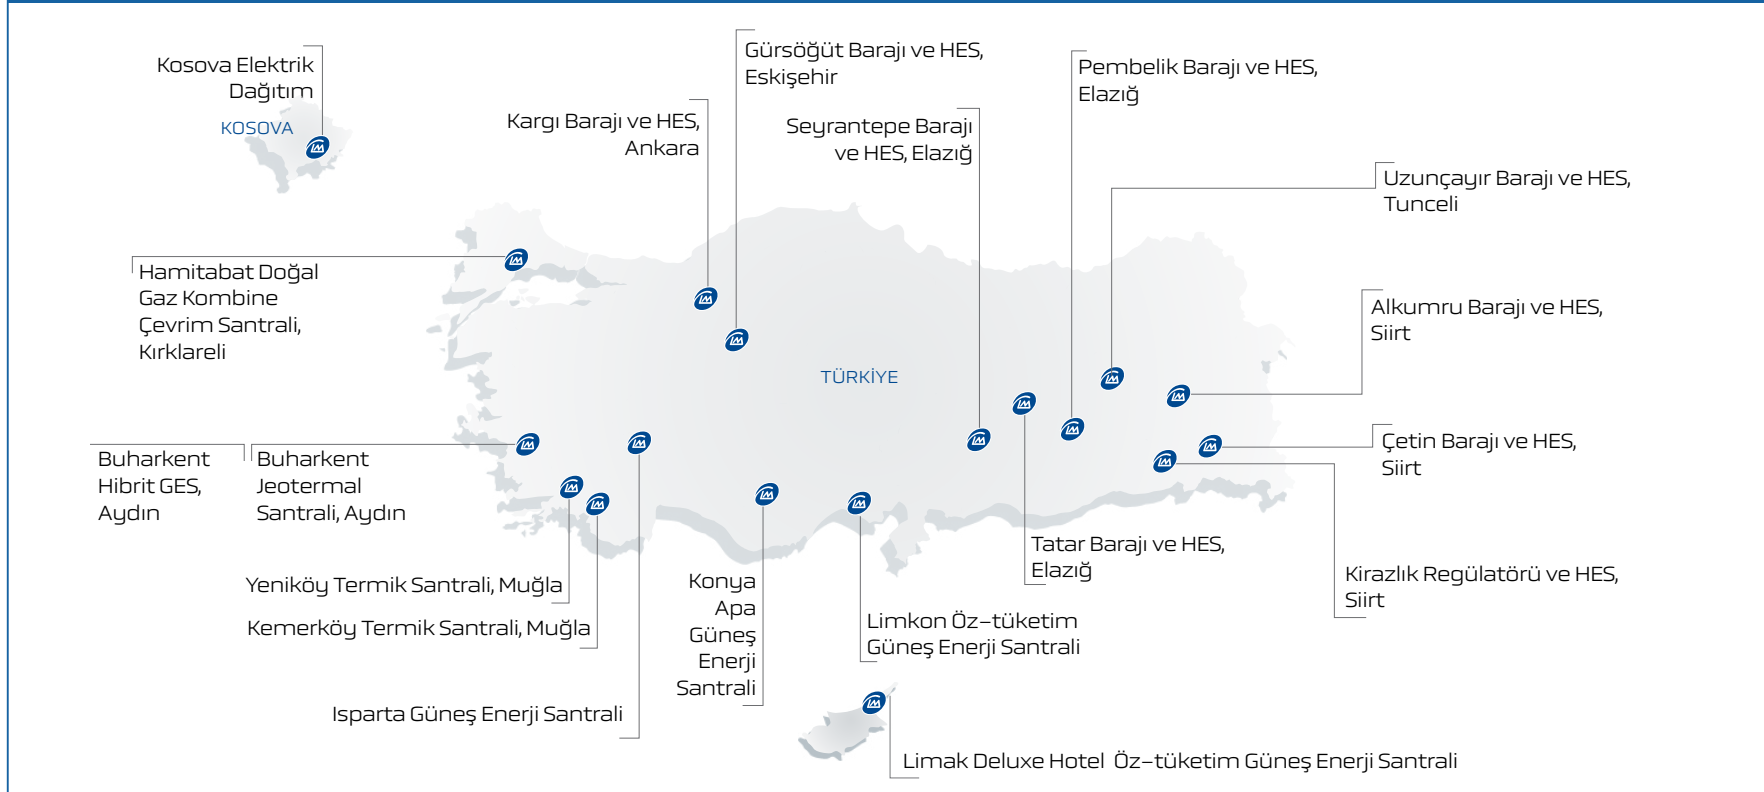 Kosova Elektrik
Dağıtım
KOSOVA
Kargı Barajı ve HES,
Ankara
Gürsöğüt Barajı ve HES,
Eskişehir
Seyrantepe Barajı
ve HES, Elazığ
Pembelik Barajı ve HES,
Elazığ
Uzunçayır Barajı ve HES,
Tunceli
Hamitabat Doğal
Gaz Kombine
Çevrim Santrali,
Kırklareli
Alkumru Barajı ve HES,
Siirt
TÜRKİYE
Buharkent
Hibrit GES,
Aydın
Buharkent
Jeotermal
Santrali, Aydın
Çetin Barajı ve HES,
Siirt
Yeniköy Termik Santrali, Muğla
Kemerköy Termik Santrali, Muğla
Isparta Güneş Enerji Santrali
Konya
Apa
Güneş
Enerji
Santrali
Limkon Öz-tüketim
Güneş Enerji Santrali
Tatar Barajı ve HES,
Elazığ
Kirazlık Regülatörü ve HES,
Siirt
Limak Deluxe Hotel Öz-tüketim Güneş Enerji Santrali